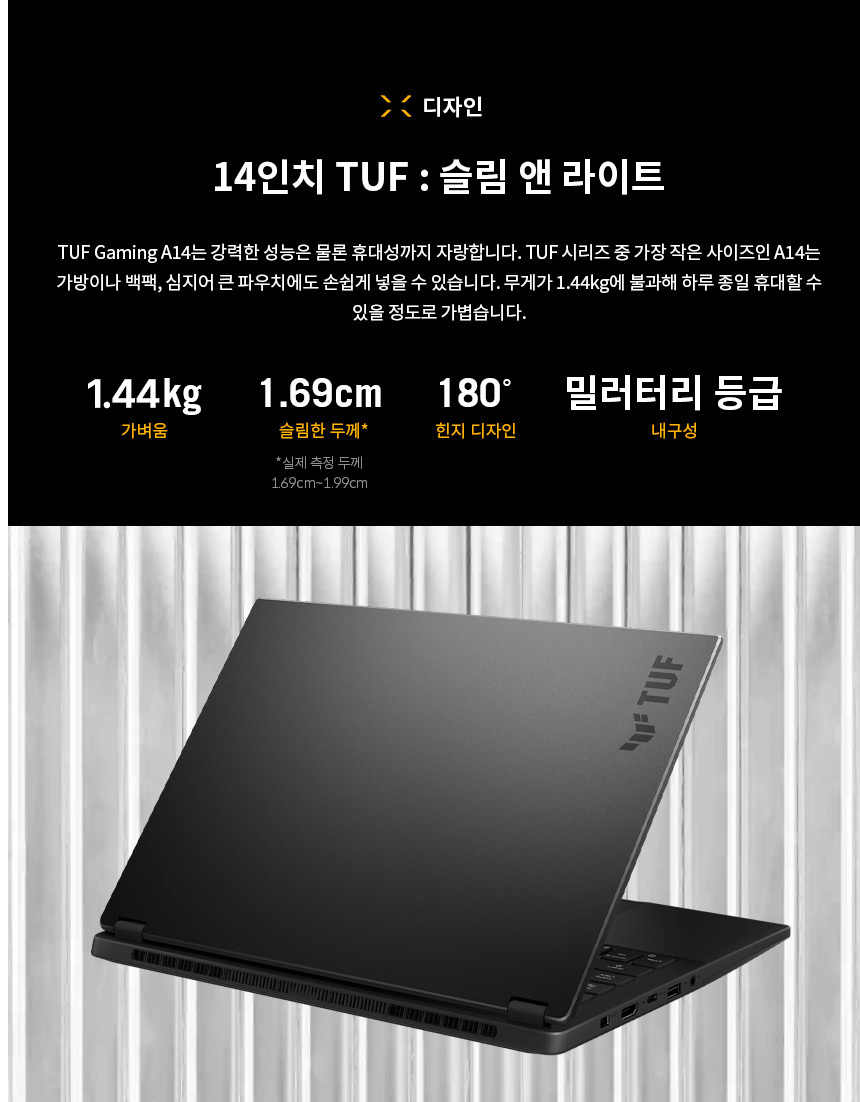 디자인
14인치 TUF : 슬림 앤 라이트
TUF Gaming A14는 강력한 성능은 물론 휴대성까지 자랑합니다. TUF 시리즈 중 가장 작은 사이즈인 A14는
가방이나 백팩, 심지어 큰 파우치에도 손쉽게 넣을 수 있습니다. 무게가 1.44kg에 불과해 하루 종일 휴대할 수
있을 정도로 가볍습니다.
1.44kg 1.69cm 180° 밀러터리 등급
가벼움 슬림한 두께* 힌지 디자인 내구성
*실제 측정 두께
1.69cm~1.99cm
TUF